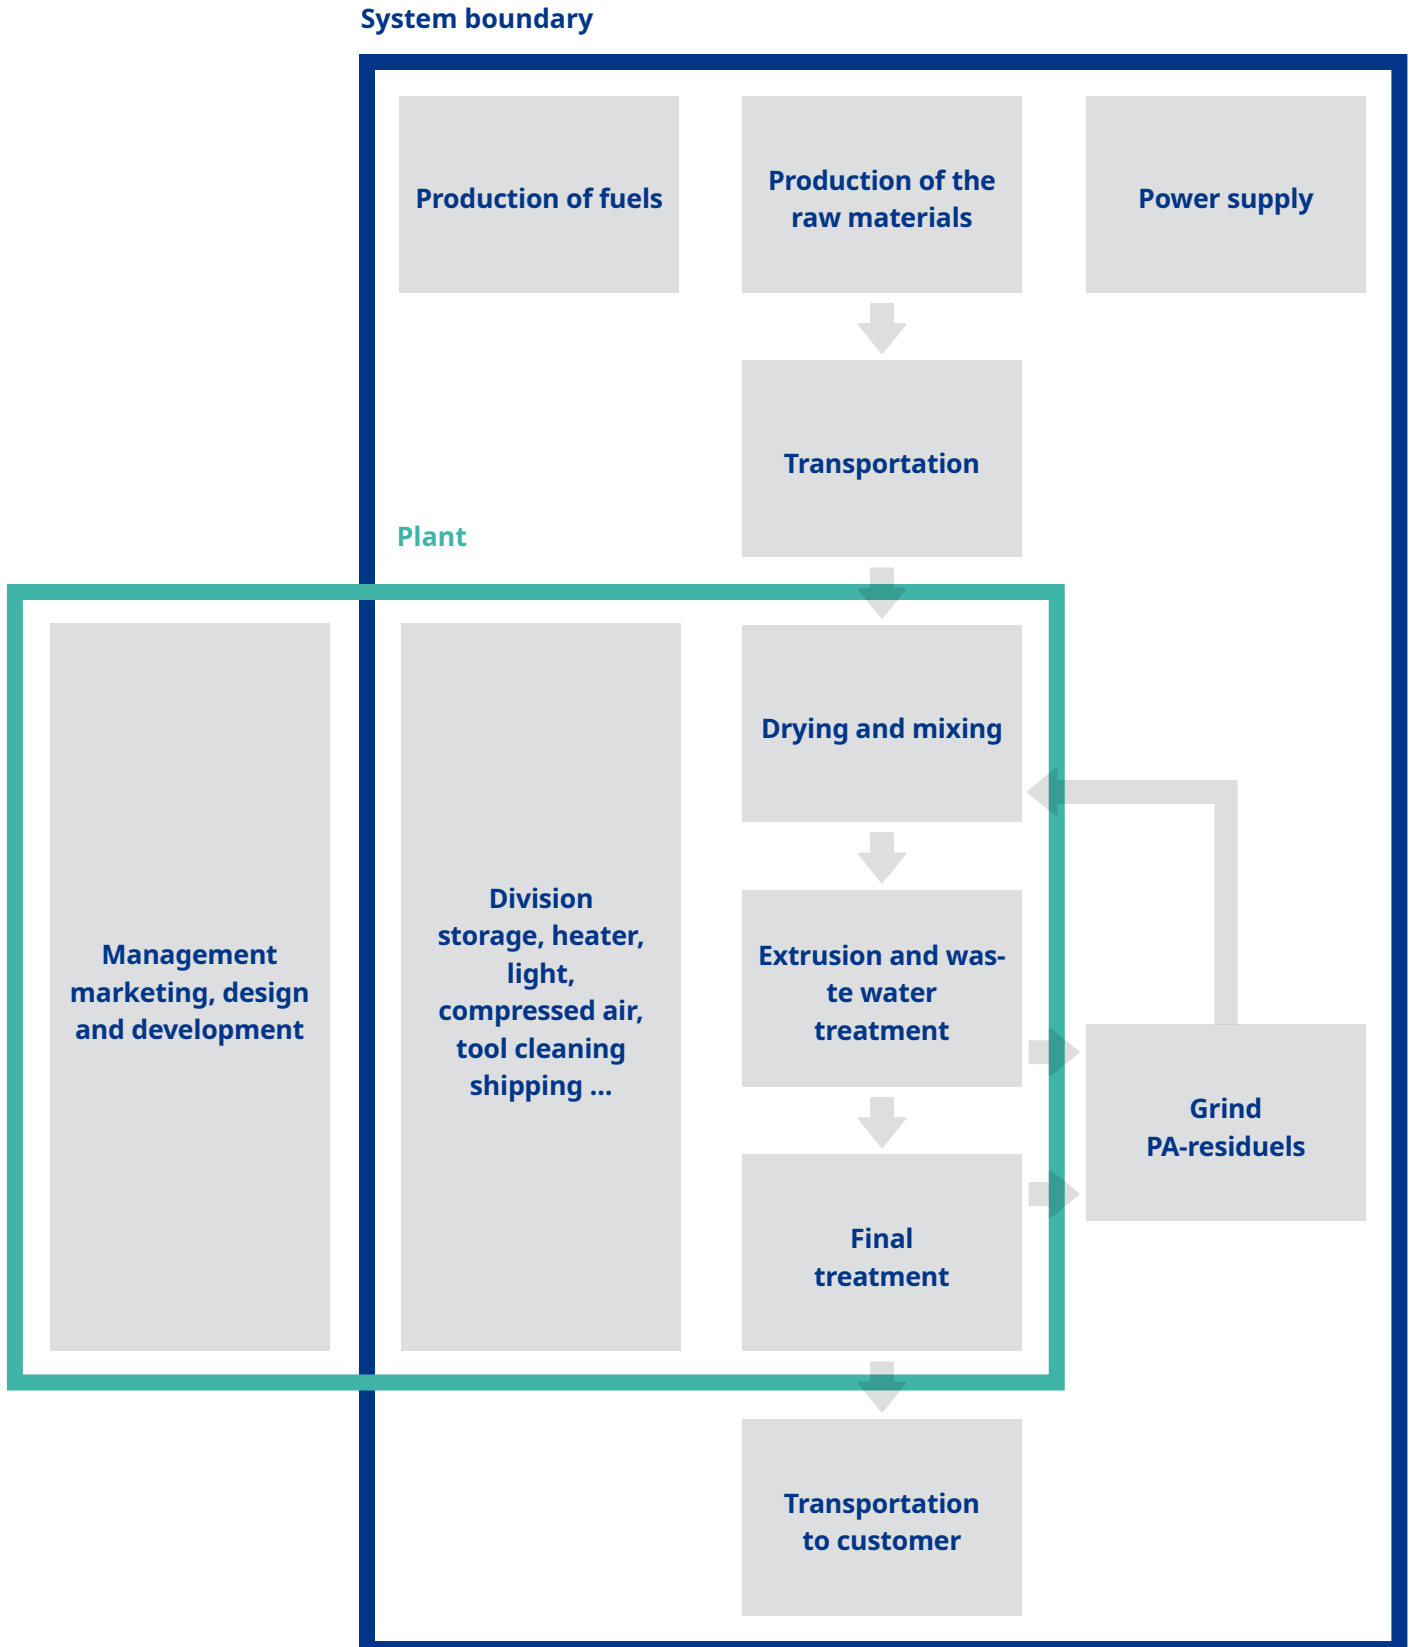 System boundary
Production of fuels
Production of the
raw materials
Power supply
Transportation
Plant
Drying and mixing
Management
marketing, design
and development
Division
storage, heater,
light,
compressed air,
tool cleaning
shipping ...
Extrusion and was-
te water
treatment
Grind
PA-residuels
Final
treatment
Transportation
to customer